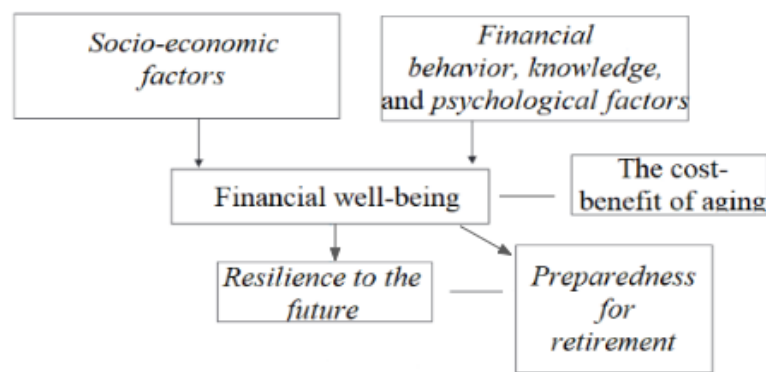 Socio-economic
factors
Financial
behavior, knowledge,
and psychological factors
Financial well-being
The cost-
benefit of aging
Resilience to the
future
Preparedness
for
retirement